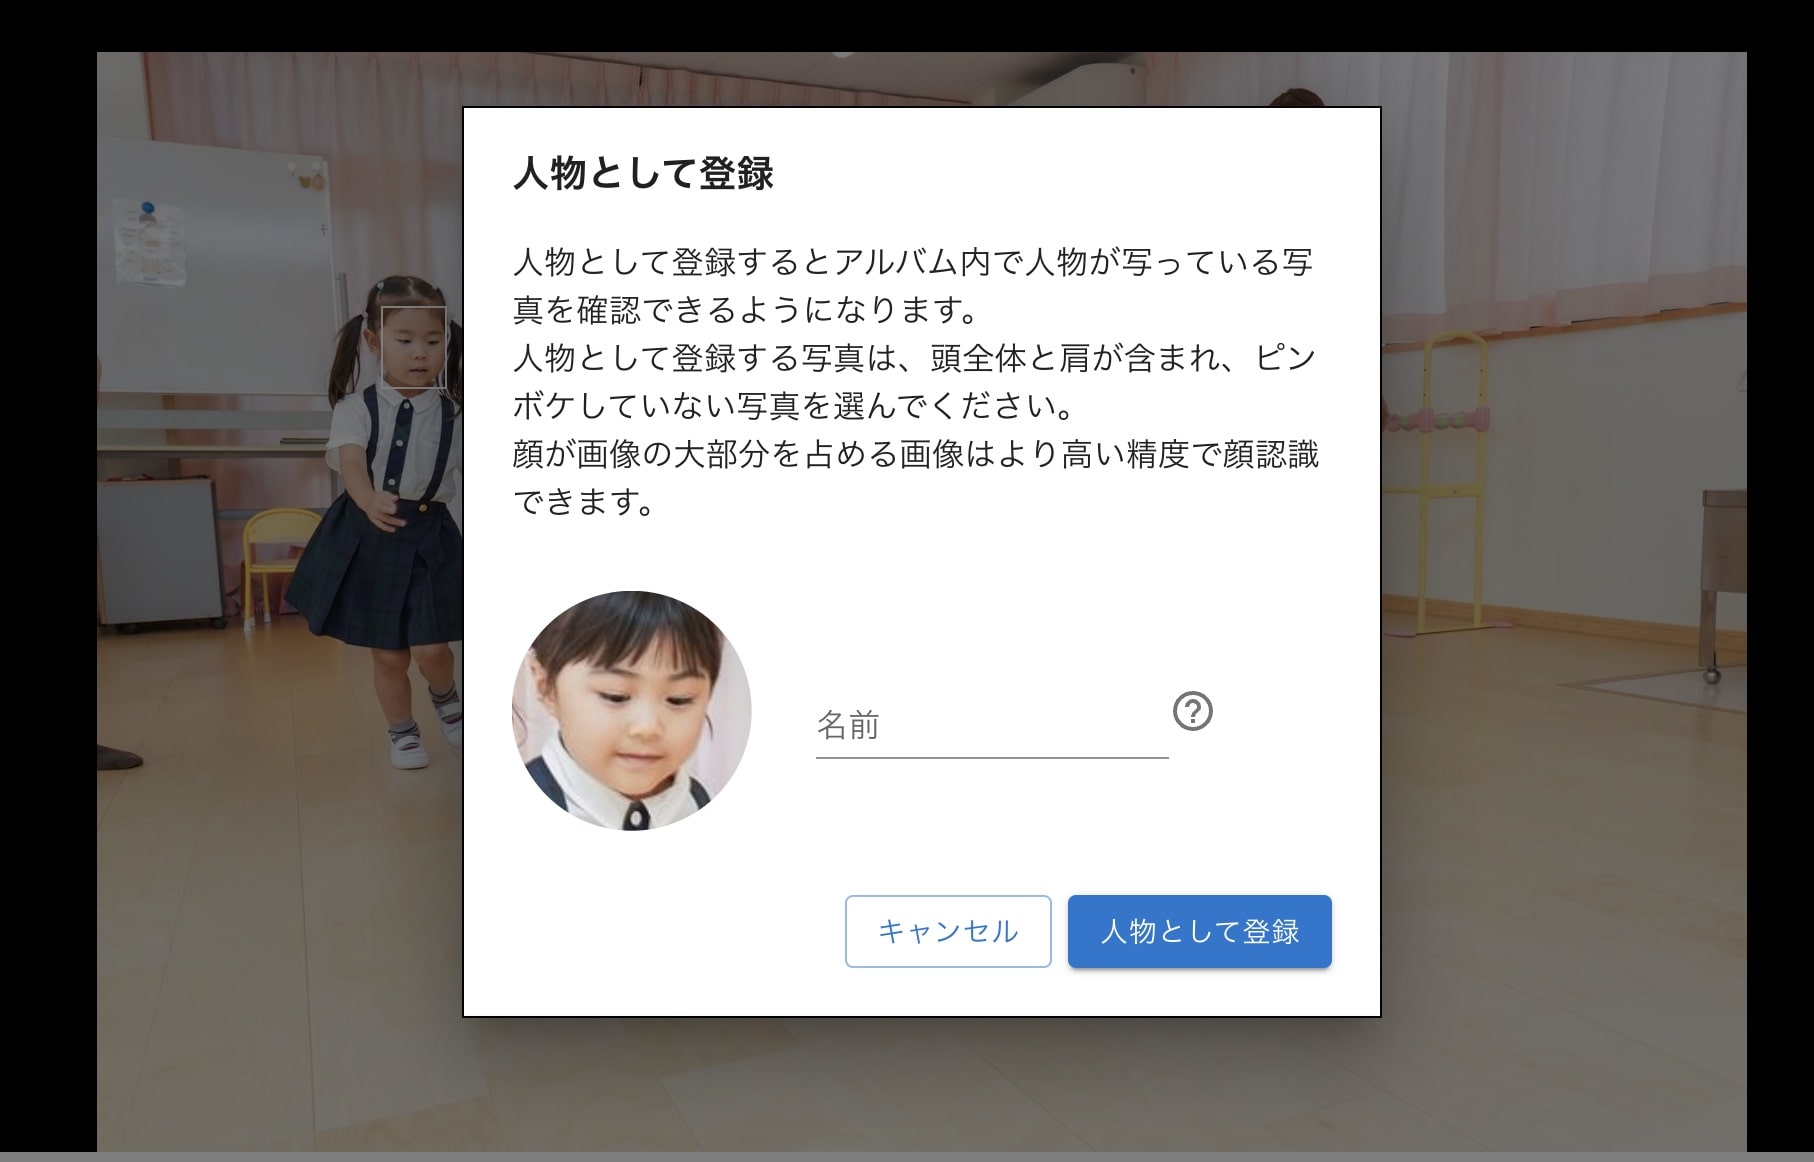 人物として登録
人物として登録するとアルバム内で人物が写っている写
真を確認できるようになります。
人物として登録する写真は、頭全体と肩が含まれ、ピン
ボケしていない写真を選んでください。
顔が画像の大部分を占める画像はより高い精度で顔認識
できます。
名前
キャンセル
人物として登録